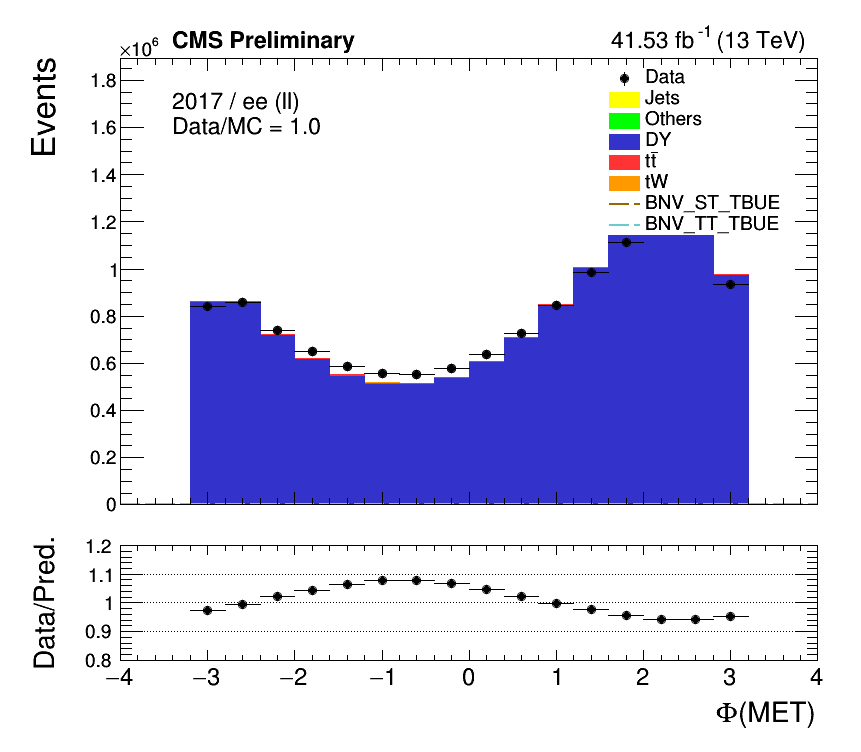 ×10⁶ CMS Preliminary 41.53 fb⁻¹ (13 TeV)
Events
2017 / ee (ll)
Data/MC = 1.0
Data
Jets
Others
DY
tt̄
tW
BNV_ST_TBUE
BNV_TT_TBUE
1.8
1.6
1.4
1.2
1
0.8
0.6
0.4
0.2
0
Data/Pred.
1.2
1.1
1
0.9
0.8
−4 −3 −2 −1 0 1 2 3 4
Φ(MET)